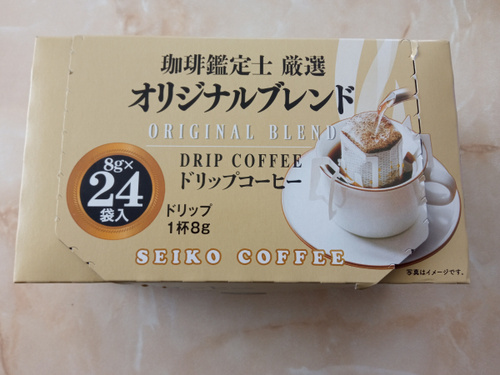 珈琲鑑定士 厳選
オリジナルブレンド
ORIGINAL BLEND
DRIP COFFEE
ドリップコーヒー
8g×
24
袋入
ドリップ
1杯8g
SEIKO COFFEE
写真はイメージです。